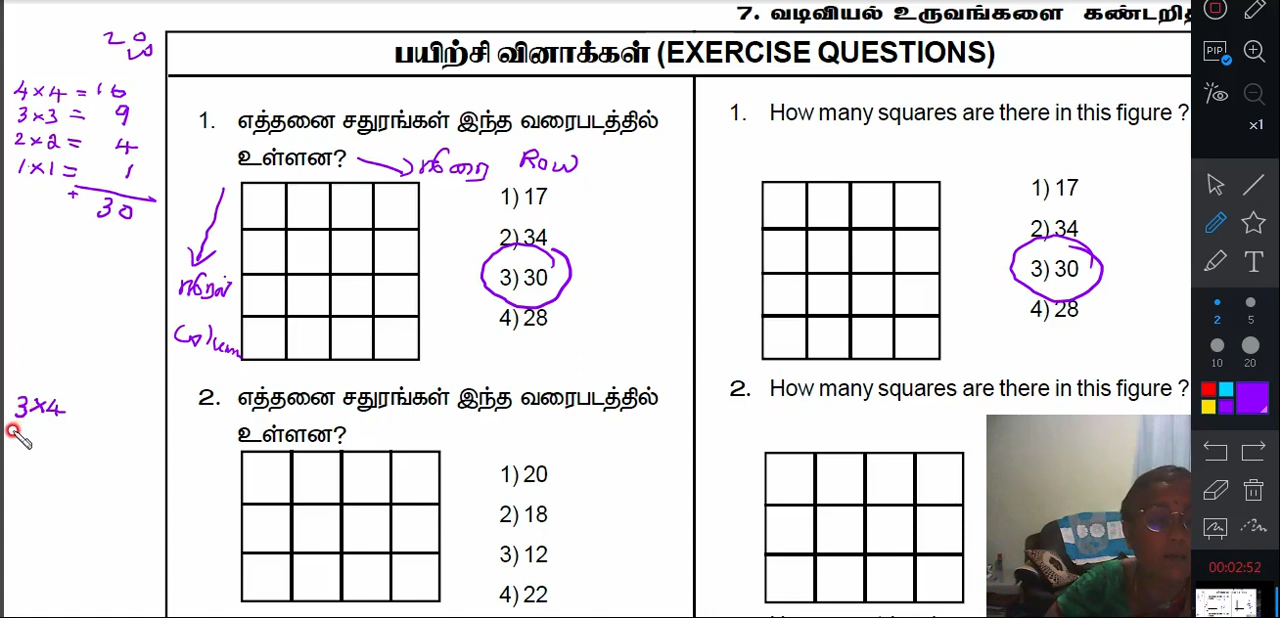 7. வடிவியல் உருவங்களை கண்டறித
பயிற்சி வினாக்கள் (EXERCISE QUESTIONS)
4×4 = 16
3×3 = 9
2×2 = 4
1×1 = 1
+
30
1. எத்தனை சதுரங்கள் இந்த வரைபடத்தில்
உள்ளன?
நிரை Row
1) 17
2) 34
3) 30
4) 28
நிரல்
Column
1. How many squares are there in this figure ?
1) 17
2) 34
3) 30
4) 28
3×4
2. எத்தனை சதுரங்கள் இந்த வரைபடத்தில்
உள்ளன?
1) 20
2) 18
3) 12
4) 22
2. How many squares are there in this figure ?
PIP
×1
T
2 5
10 20
00:02:52